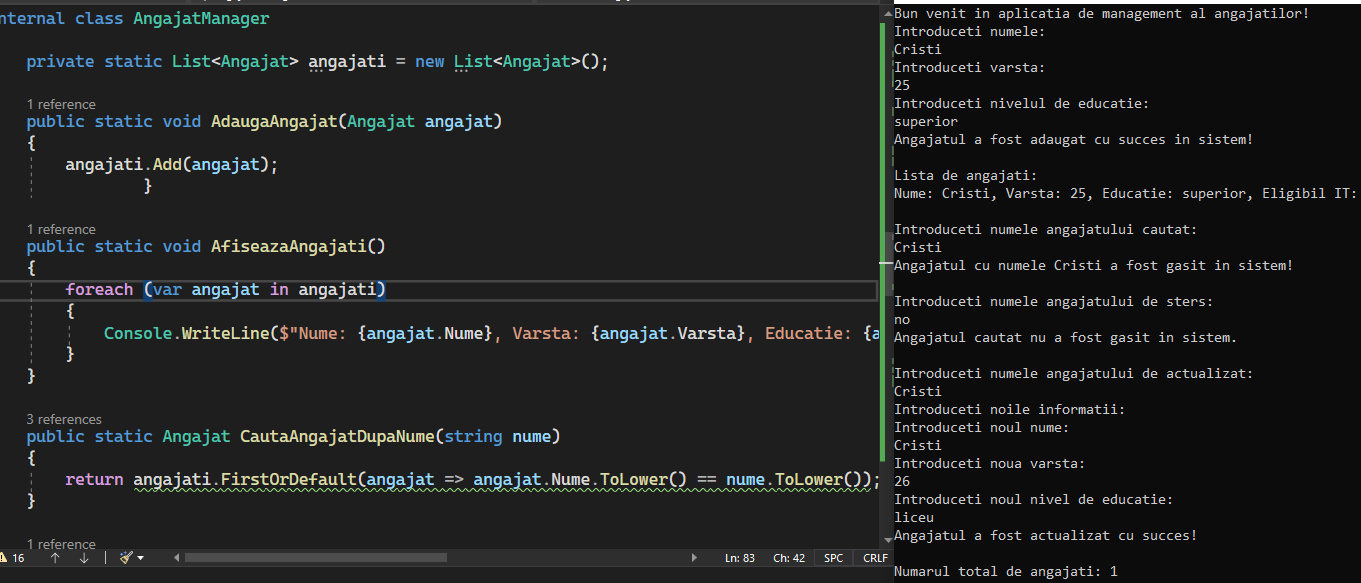 nternal class AngajatManager
private static List<Angajat> angajati = new List<Angajat>();
1 reference
public static void AdaugaAngajat(Angajat angajat)
{
angajati.Add(angajat);
}
1 reference
public static void AfiseazaAngajati()
{
foreach (var angajat in angajati)
{
Console.WriteLine($"Nume: {angajat.Nume}, Varsta: {angajat.Varsta}, Educatie: {a
}
}
3 references
public static Angajat CautaAngajatDupaNume(string nume)
{
return angajati.FirstOrDefault(angajat => angajat.Nume.ToLower() == nume.ToLower());
}
1 reference
16
Ln: 83 Ch: 42 SPC CRLF
Bun venit in aplicatia de management al angajatilor!
Introduceti numele:
Cristi
Introduceti varsta:
25
Introduceti nivelul de educatie:
superior
Angajatul a fost adaugat cu succes in sistem!
Lista de angajati:
Nume: Cristi, Varsta: 25, Educatie: superior, Eligibil IT:
Introduceti numele angajatului cautat:
Cristi
Angajatul cu numele Cristi a fost gasit in sistem!
Introduceti numele angajatului de sters:
no
Angajatul cautat nu a fost gasit in sistem.
Introduceti numele angajatului de actualizat:
Cristi
Introduceti noile informatii:
Introduceti noul nume:
Cristi
Introduceti noua varsta:
26
Introduceti noul nivel de educatie:
liceu
Angajatul a fost actualizat cu succes!
Numarul total de angajati: 1